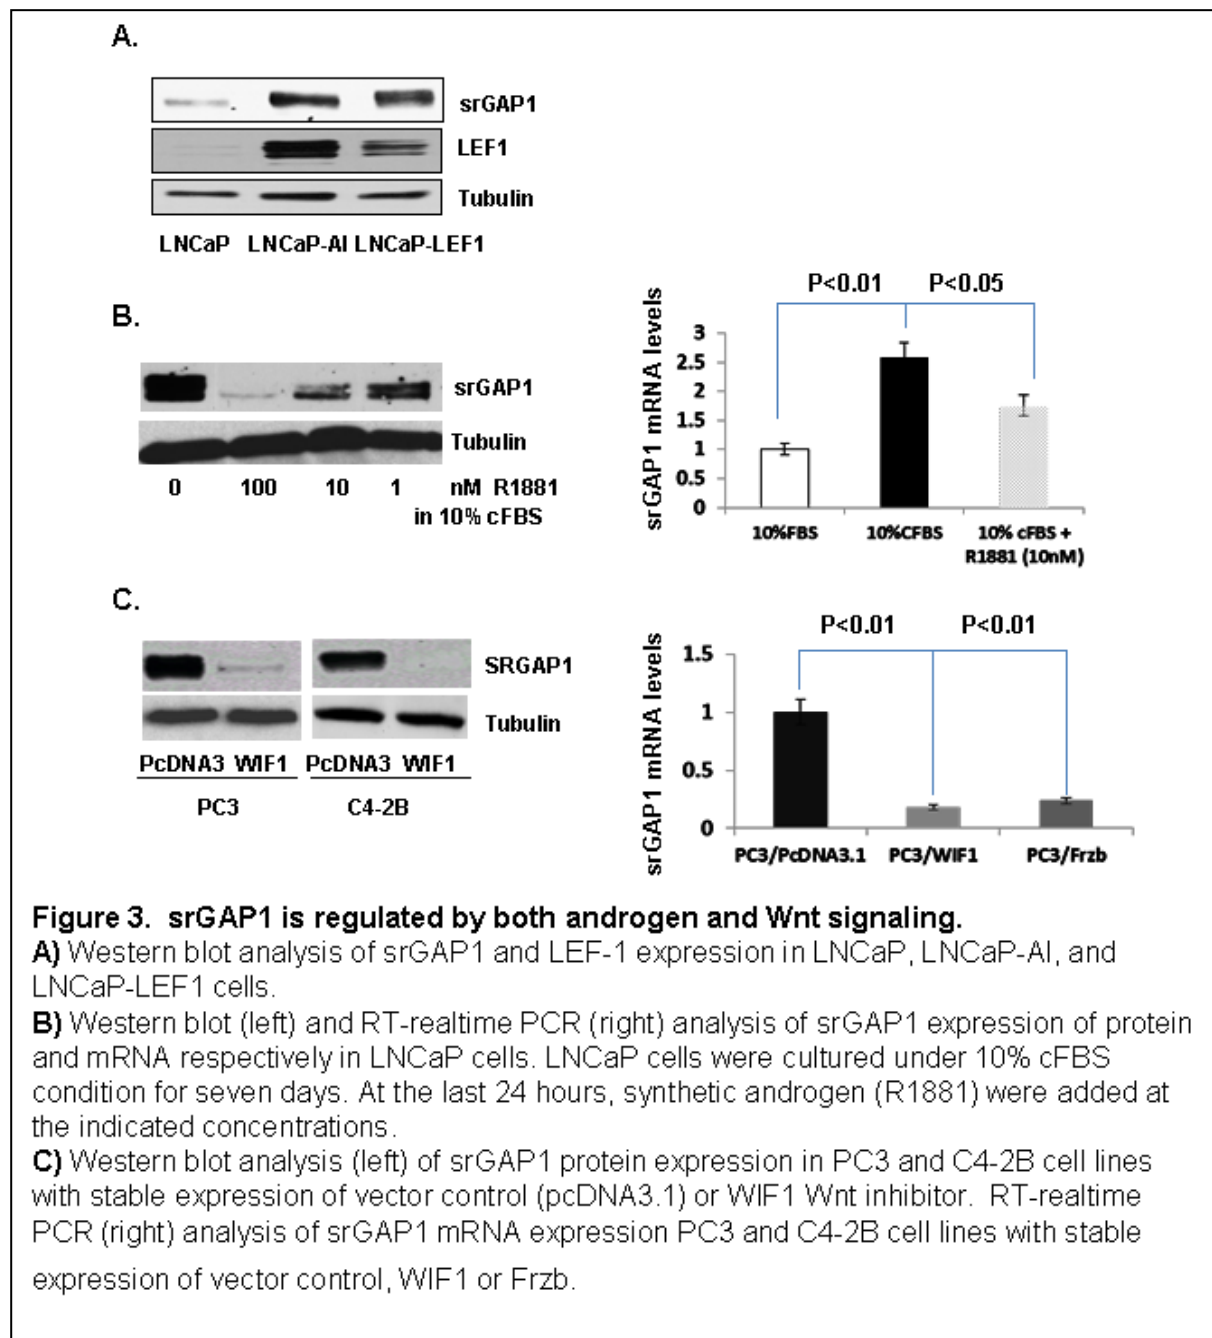 A.
srGAP1
LEF1
Tubulin
LNCaP LNCaP-AI LNCaP-LEF1
B.
srGAP1
Tubulin
0 100 10 1 nM R1881
in 10% cFBS
srGAP1 mRNA levels
P<0.01 P<0.05
3
2.5
2
1.5
1
0.5
0
10%FBS 10%CFBS 10% cFBS +
R1881 (10nM)
C.
SRGAP1
Tubulin
PcDNA3 WIF1 PcDNA3 WIF1
PC3 C4-2B
srGAP1 mRNA levels
P<0.01 P<0.01
1.5
1
0.5
0
PC3/PcDNA3.1 PC3/WIF1 PC3/Frzb
Figure 3. srGAP1 is regulated by both androgen and Wnt signaling.
A) Western blot analysis of srGAP1 and LEF-1 expression in LNCaP, LNCaP-AI, and
LNCaP-LEF1 cells.
B) Western blot (left) and RT-realtime PCR (right) analysis of srGAP1 expression of protein
and mRNA respectively in LNCaP cells. LNCaP cells were cultured under 10% cFBS
condition for seven days. At the last 24 hours, synthetic androgen (R1881) were added at
the indicated concentrations.
C) Western blot analysis (left) of srGAP1 protein expression in PC3 and C4-2B cell lines
with stable expression of vector control (pcDNA3.1) or WIF1 Wnt inhibitor. RT-realtime
PCR (right) analysis of srGAP1 mRNA expression PC3 and C4-2B cell lines with stable
expression of vector control, WIF1 or Frzb.